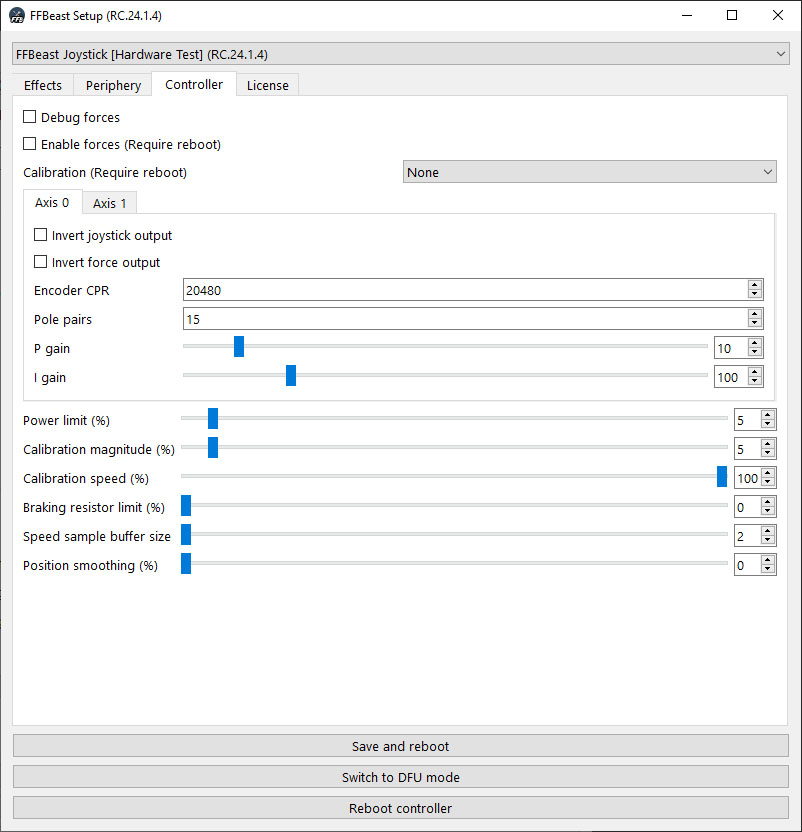 FFBeast Setup (RC.24.1.4)
FFBeast Joystick [Hardware Test] (RC.24.1.4)
Effects Periphery Controller License
Debug forces
Enable forces (Require reboot)
Calibration (Require reboot) None
Axis 0 Axis 1
Invert joystick output
Invert force output
Encoder CPR 20480
Pole pairs 15
P gain 10
I gain 100
Power limit (%) 5
Calibration magnitude (%) 5
Calibration speed (%) 100
Braking resistor limit (%) 0
Speed sample buffer size 2
Position smoothing (%) 0
Save and reboot
Switch to DFU mode
Reboot controller